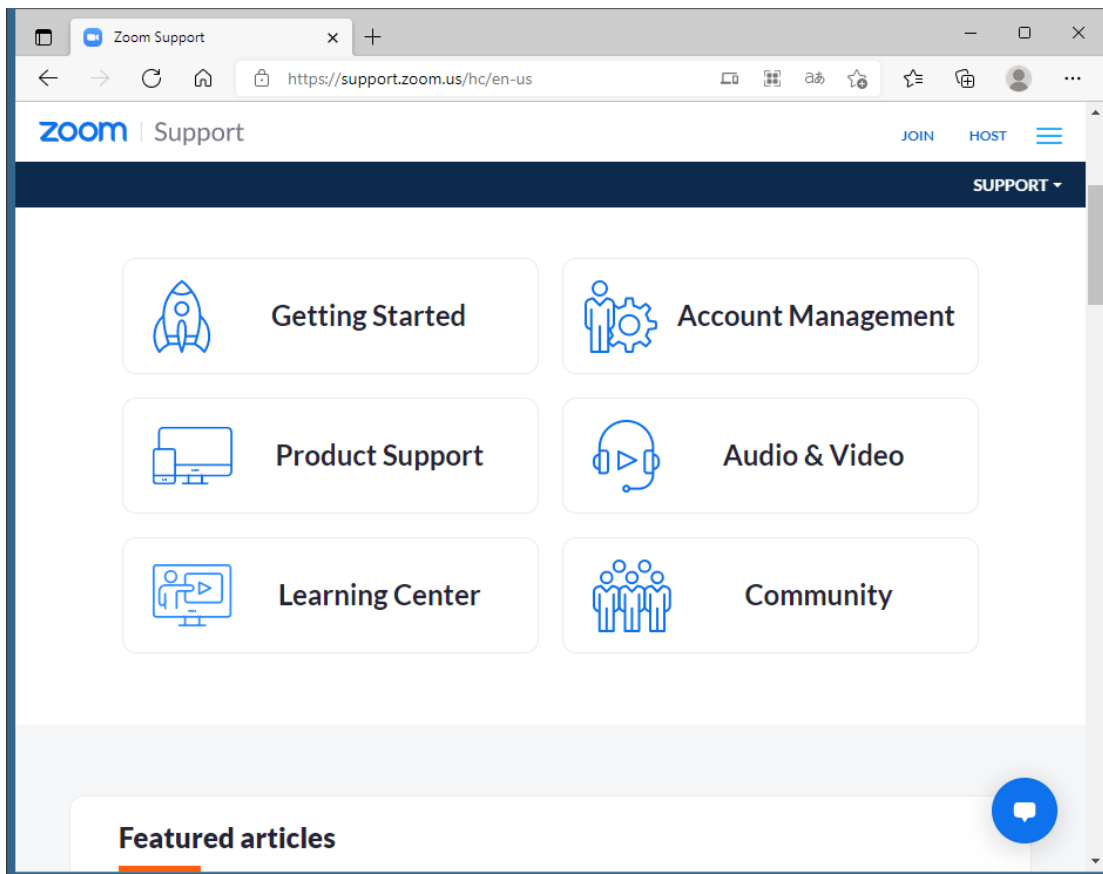 Zoom Support
https://support.zoom.us/hc/en-us
aあ
zoom Support
JOIN HOST
SUPPORT
Getting Started
Account Management
Product Support
Audio & Video
Learning Center
Community
Featured articles